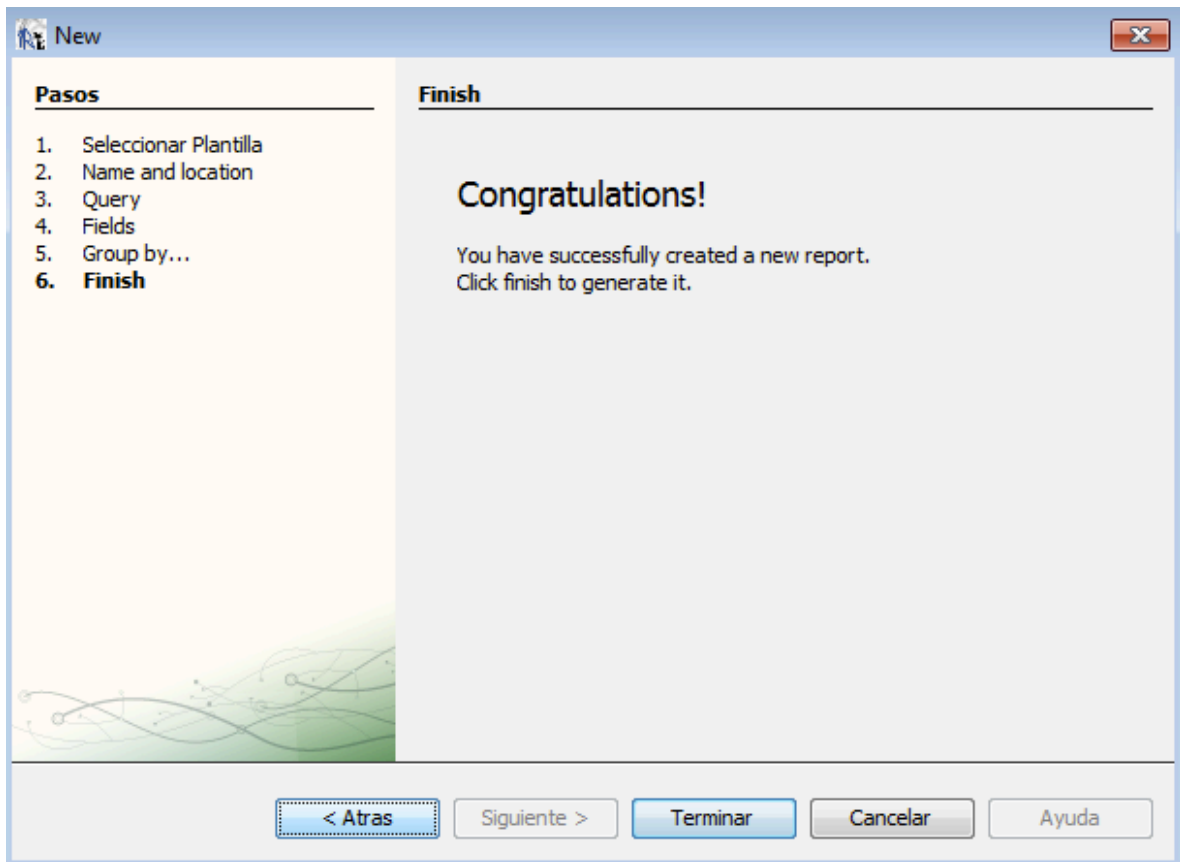 New
Pasos
1. Seleccionar Plantilla
2. Name and location
3. Query
4. Fields
5. Group by...
6. Finish
Finish
Congratulations!
You have successfully created a new report.
Click finish to generate it.
< Atras
Siguiente >
Terminar
Cancelar
Ayuda